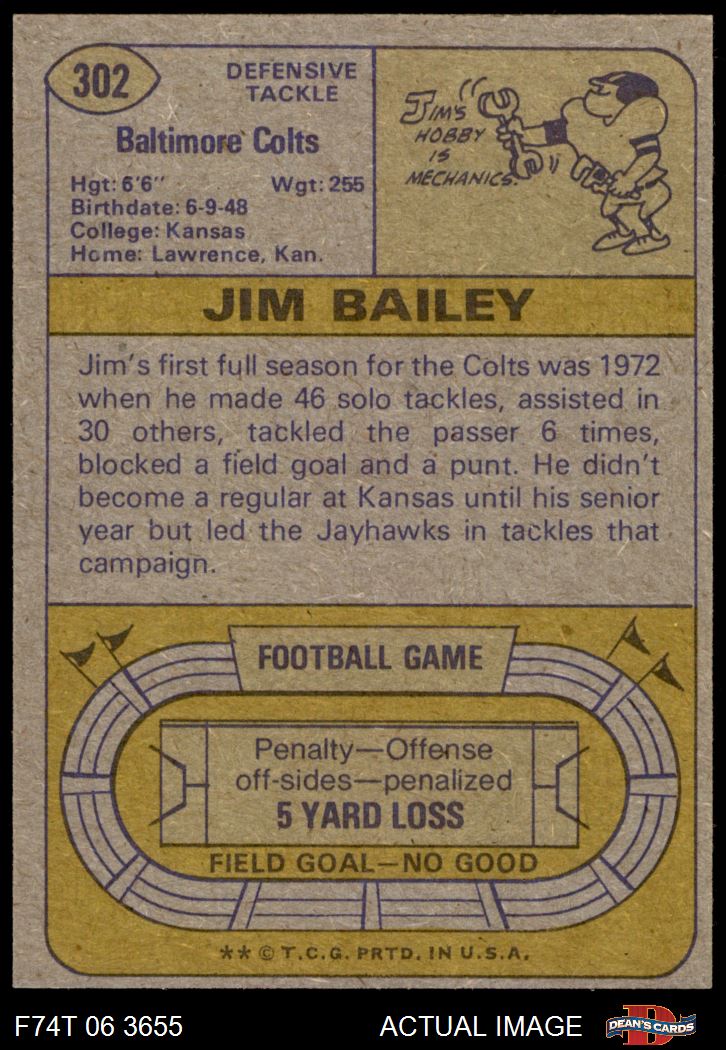 302
DEFENSIVE
TACKLE
Baltimore Colts
Hgt: 6'6" Wgt: 255
Birthdate: 6-9-48
College: Kansas
Home: Lawrence, Kan.
JIM'S
HOBBY
IS
MECHANICS.
JIM BAILEY
Jim's first full season for the Colts was 1972
when he made 46 solo tackles, assisted in
30 others, tackled the passer 6 times,
blocked a field goal and a punt. He didn't
become a regular at Kansas until his senior
year but led the Jayhawks in tackles that
campaign.
FOOTBALL GAME
Penalty—Offense
off-sides—penalized
5 YARD LOSS
FIELD GOAL—NO GOOD
** © T.C.G. PRTD. IN U.S.A.
F74T 06 3655 ACTUAL IMAGE
D
DEAN'S CARDS